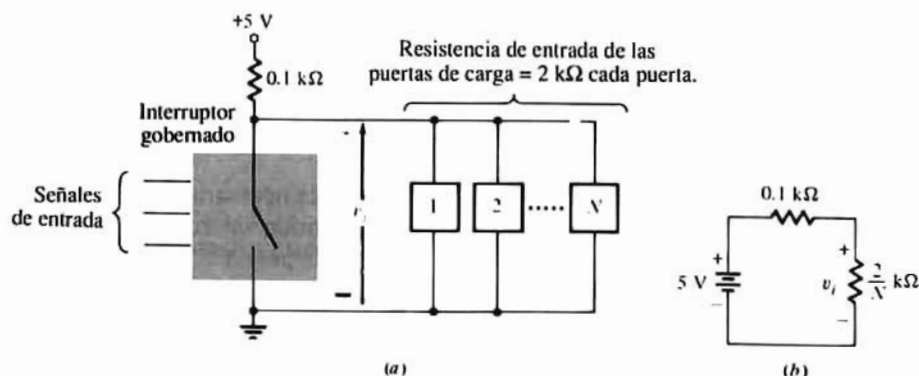 +5 V
0.1 kΩ
Resistencia de entrada de las
puertas de carga = 2 kΩ cada puerta.
Interruptor
gobernado
Señales
de entrada
1
2
.....
N
(a)
0.1 kΩ
5 V
+
−
+
v_i
−
2/N kΩ
(b)